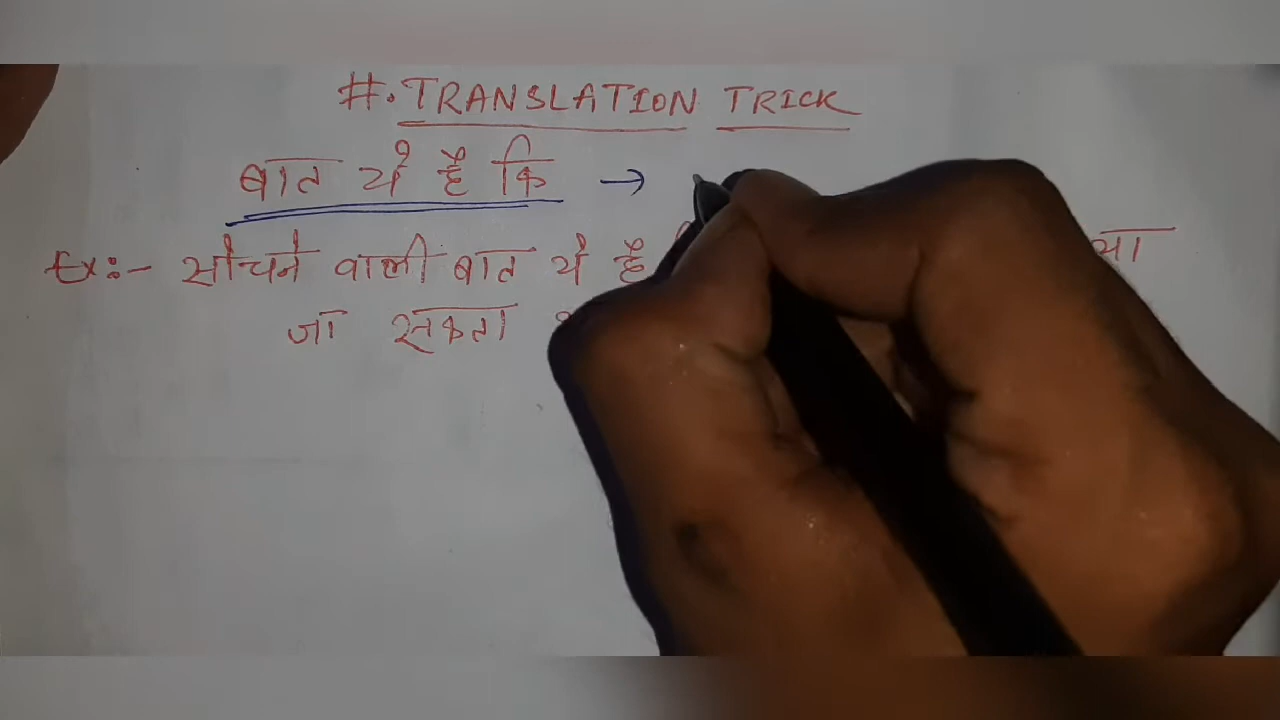 #. TRANSLATION TRICK
बात ये है कि →
Ex:- सोचने वाली बात ये है
जा सकता